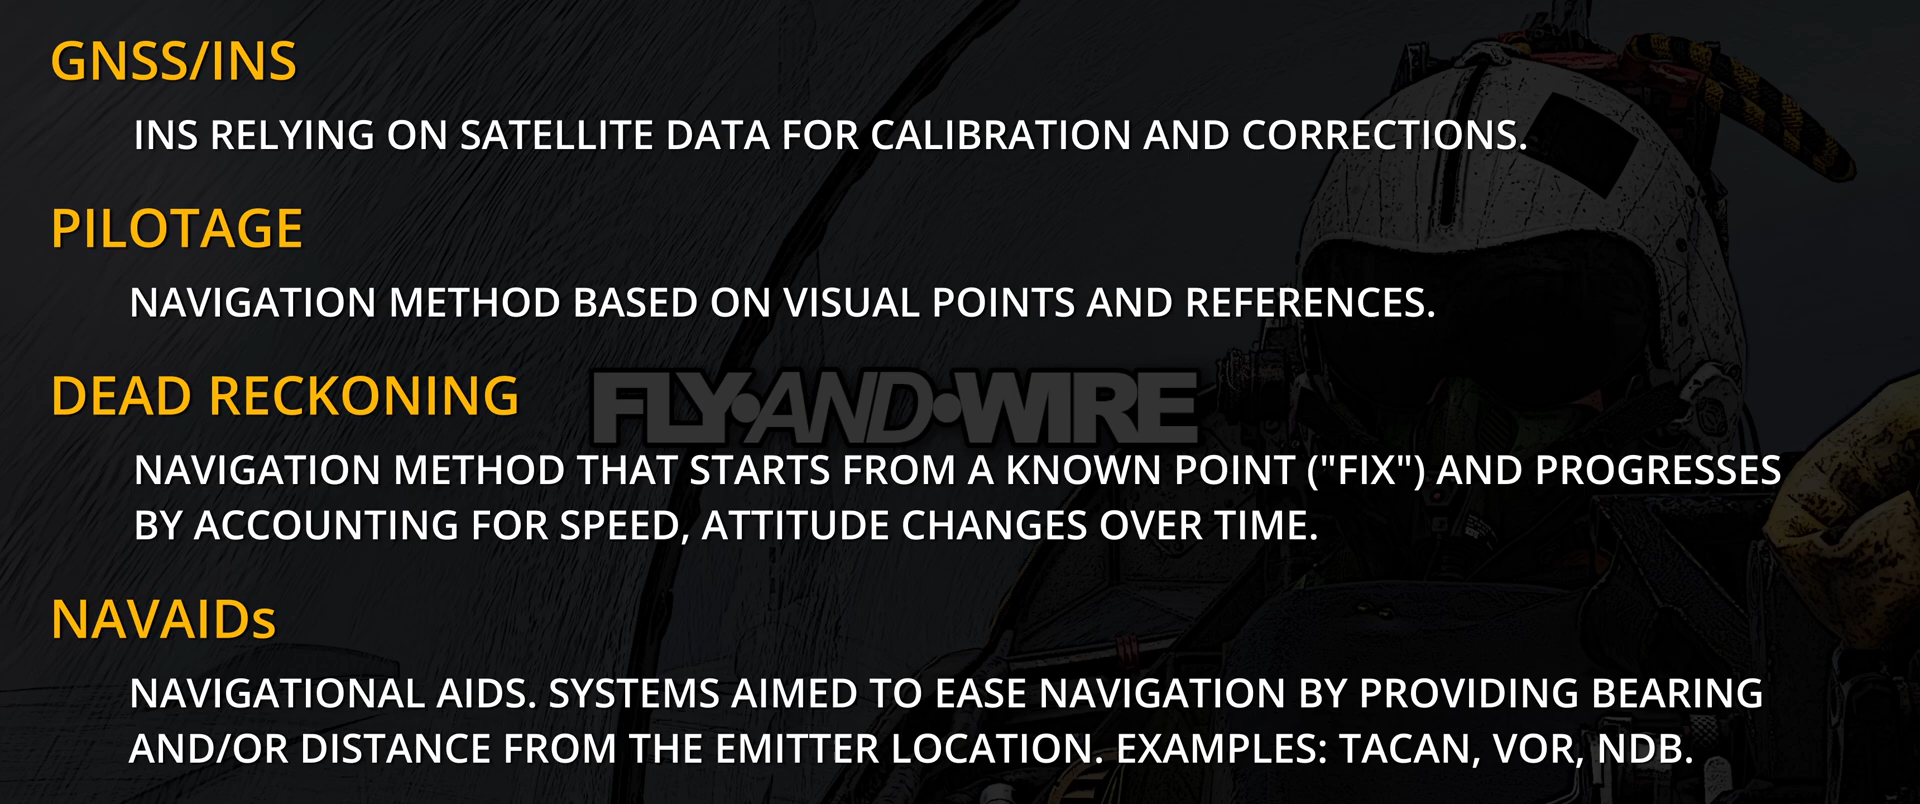 GNSS/INS
INS RELYING ON SATELLITE DATA FOR CALIBRATION AND CORRECTIONS.
PILOTAGE
NAVIGATION METHOD BASED ON VISUAL POINTS AND REFERENCES.
DEAD RECKONING
FLY•AND•WIRE
NAVIGATION METHOD THAT STARTS FROM A KNOWN POINT ("FIX") AND PROGRESSES
BY ACCOUNTING FOR SPEED, ATTITUDE CHANGES OVER TIME.
NAVAIDs
NAVIGATIONAL AIDS. SYSTEMS AIMED TO EASE NAVIGATION BY PROVIDING BEARING
AND/OR DISTANCE FROM THE EMITTER LOCATION. EXAMPLES: TACAN, VOR, NDB.